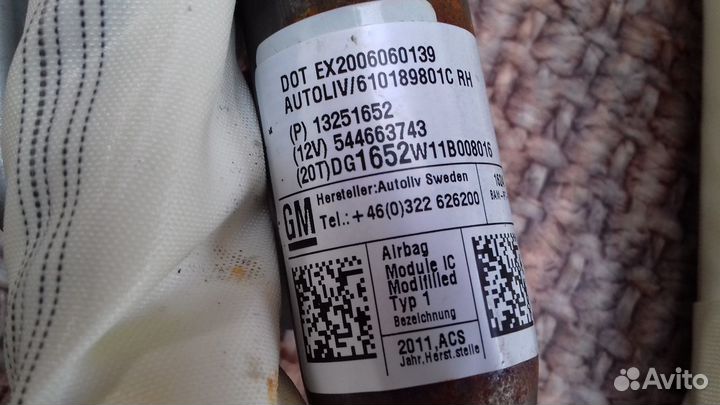 DOT EX2006060139
AUTOLIV/610189801C RH
(P) 13251652
(12V) 544663743
(20T)DG1652W11B008016
GM
Hersteller:Autoliv Sweden
Tel.:+46(0)322 626200
Airbag
Module IC
Modifilled
Typ 1
Bezeichnung
2011,ACS
Jahr.Herst.stelle
Avito